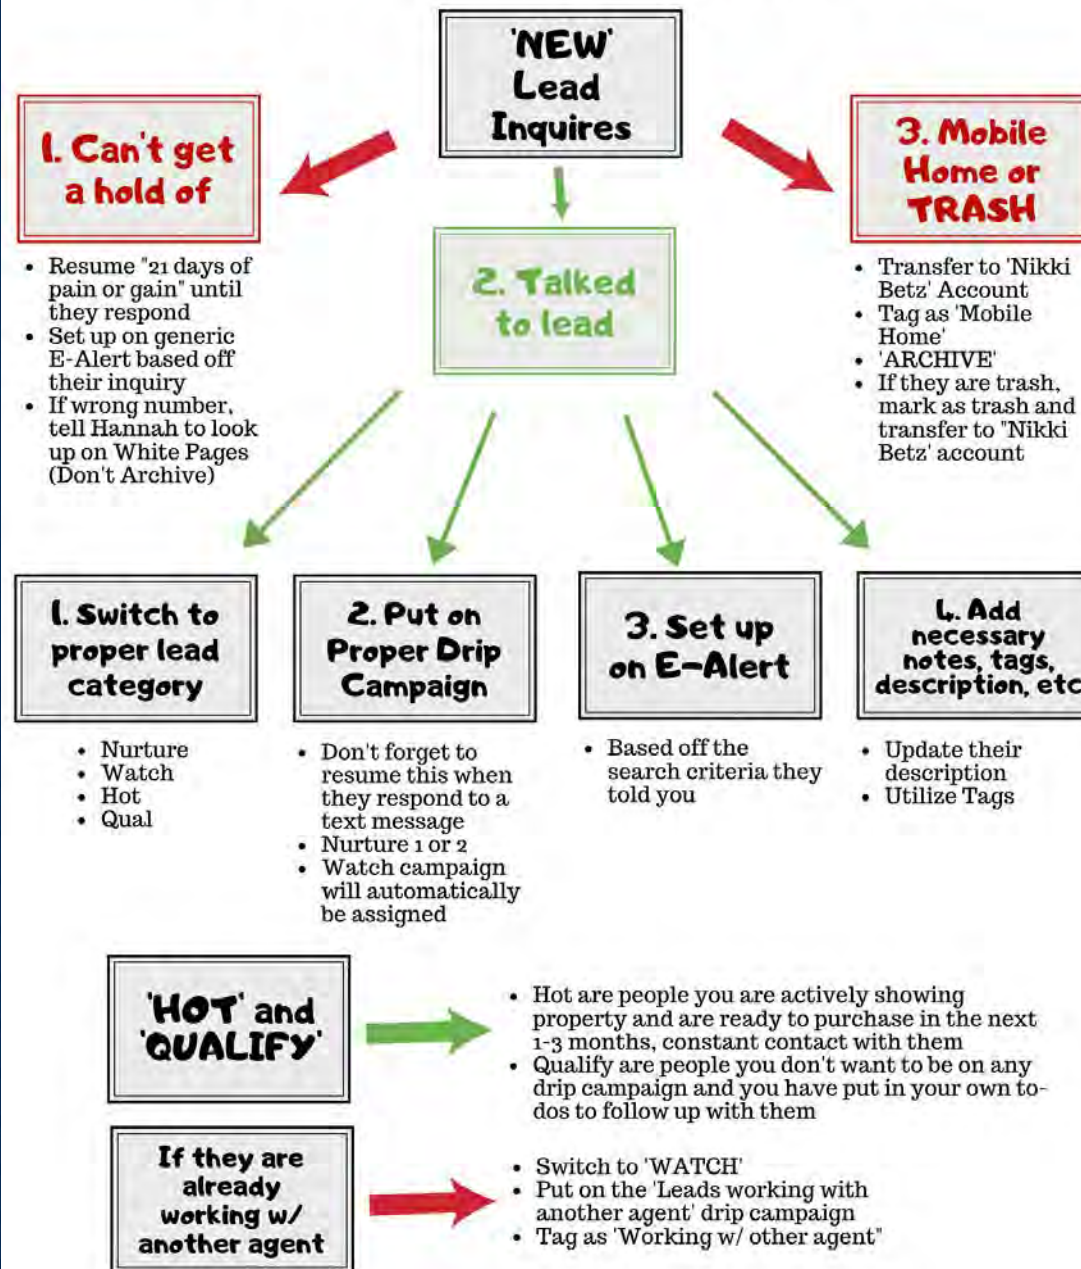 'NEW'
Lead
Inquires
1. Can't get
a hold of
• Resume "21 days of
pain or gain" until
they respond
• Set up on generic
E-Alert based off
their inquiry
• If wrong number,
tell Hannah to look
up on White Pages
(Don't Archive)
2. Talked
to lead
3. Mobile
Home or
TRASH
• Transfer to 'Nikki
Betz' Account
• Tag as 'Mobile
Home'
• 'ARCHIVE'
• If they are trash,
mark as trash and
transfer to "Nikki
Betz' account
1. Switch to
proper lead
category
• Nurture
• Watch
• Hot
• Qual
2. Put on
Proper Drip
Campaign
• Don't forget to
resume this when
they respond to a
text message
• Nurture 1 or 2
• Watch campaign
will automatically
be assigned
3. Set up
on E-Alert
• Based off the
search criteria they
told you
4. Add
necessary
notes, tags,
description, etc
• Update their
description
• Utilize Tags
'HOT' and
'QUALIFY'
• Hot are people you are actively showing
property and are ready to purchase in the next
1-3 months, constant contact with them
• Qualify are people you don't want to be on any
drip campaign and you have put in your own to-
dos to follow up with them
If they are
already
working w/
another agent
• Switch to 'WATCH'
• Put on the 'Leads working with
another agent' drip campaign
• Tag as 'Working w/ other agent"